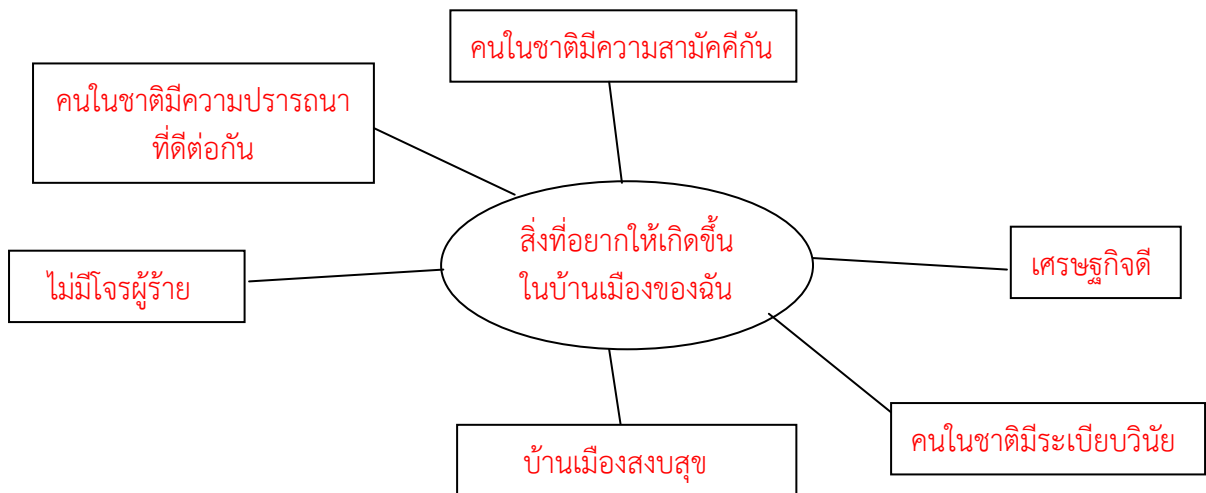 คนในชาติมีความสามัคคีกัน
คนในชาติมีความปรารถนา
ที่ดีต่อกัน
สิ่งที่อยากให้เกิดขึ้น
ในบ้านเมืองของฉัน
ไม่มีโจรผู้ร้าย
เศรษฐกิจดี
คนในชาติมีระเบียบวินัย
บ้านเมืองสงบสุข